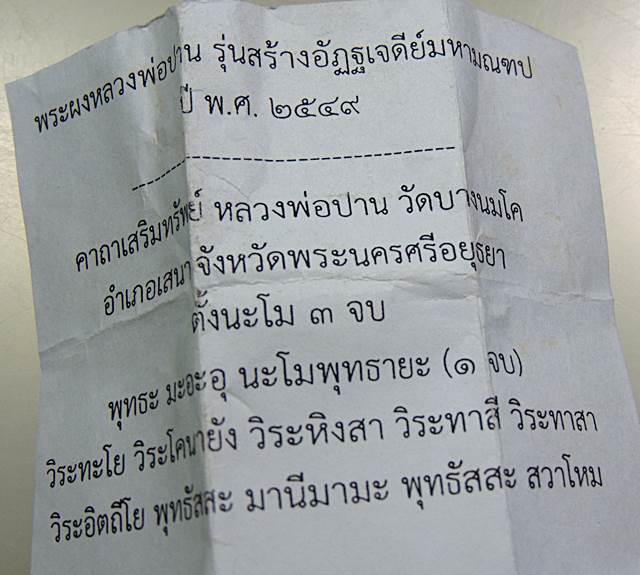 พระผงหลวงพ่อปาน รุ่นสร้างอัฏฐเจดีย์มหามณฑป
ปี พ.ศ. ๒๕๔๙
คาถาเสริมทรัพย์ หลวงพ่อปาน วัดบางนมโค
อำเภอเสนา จังหวัดพระนครศรีอยุธยา
ตั้งนะโม ๓ จบ
พุทธะ มะอะอุ นะโมพุทธายะ (๑ จบ)
วิระทะโย วิระโคนายัง วิระหิงสา วิระทาสี วิระทาสา
วิระอิตถีโย พุทธัสสะ มานีมามะ พุทธัสสะ สวาโหม